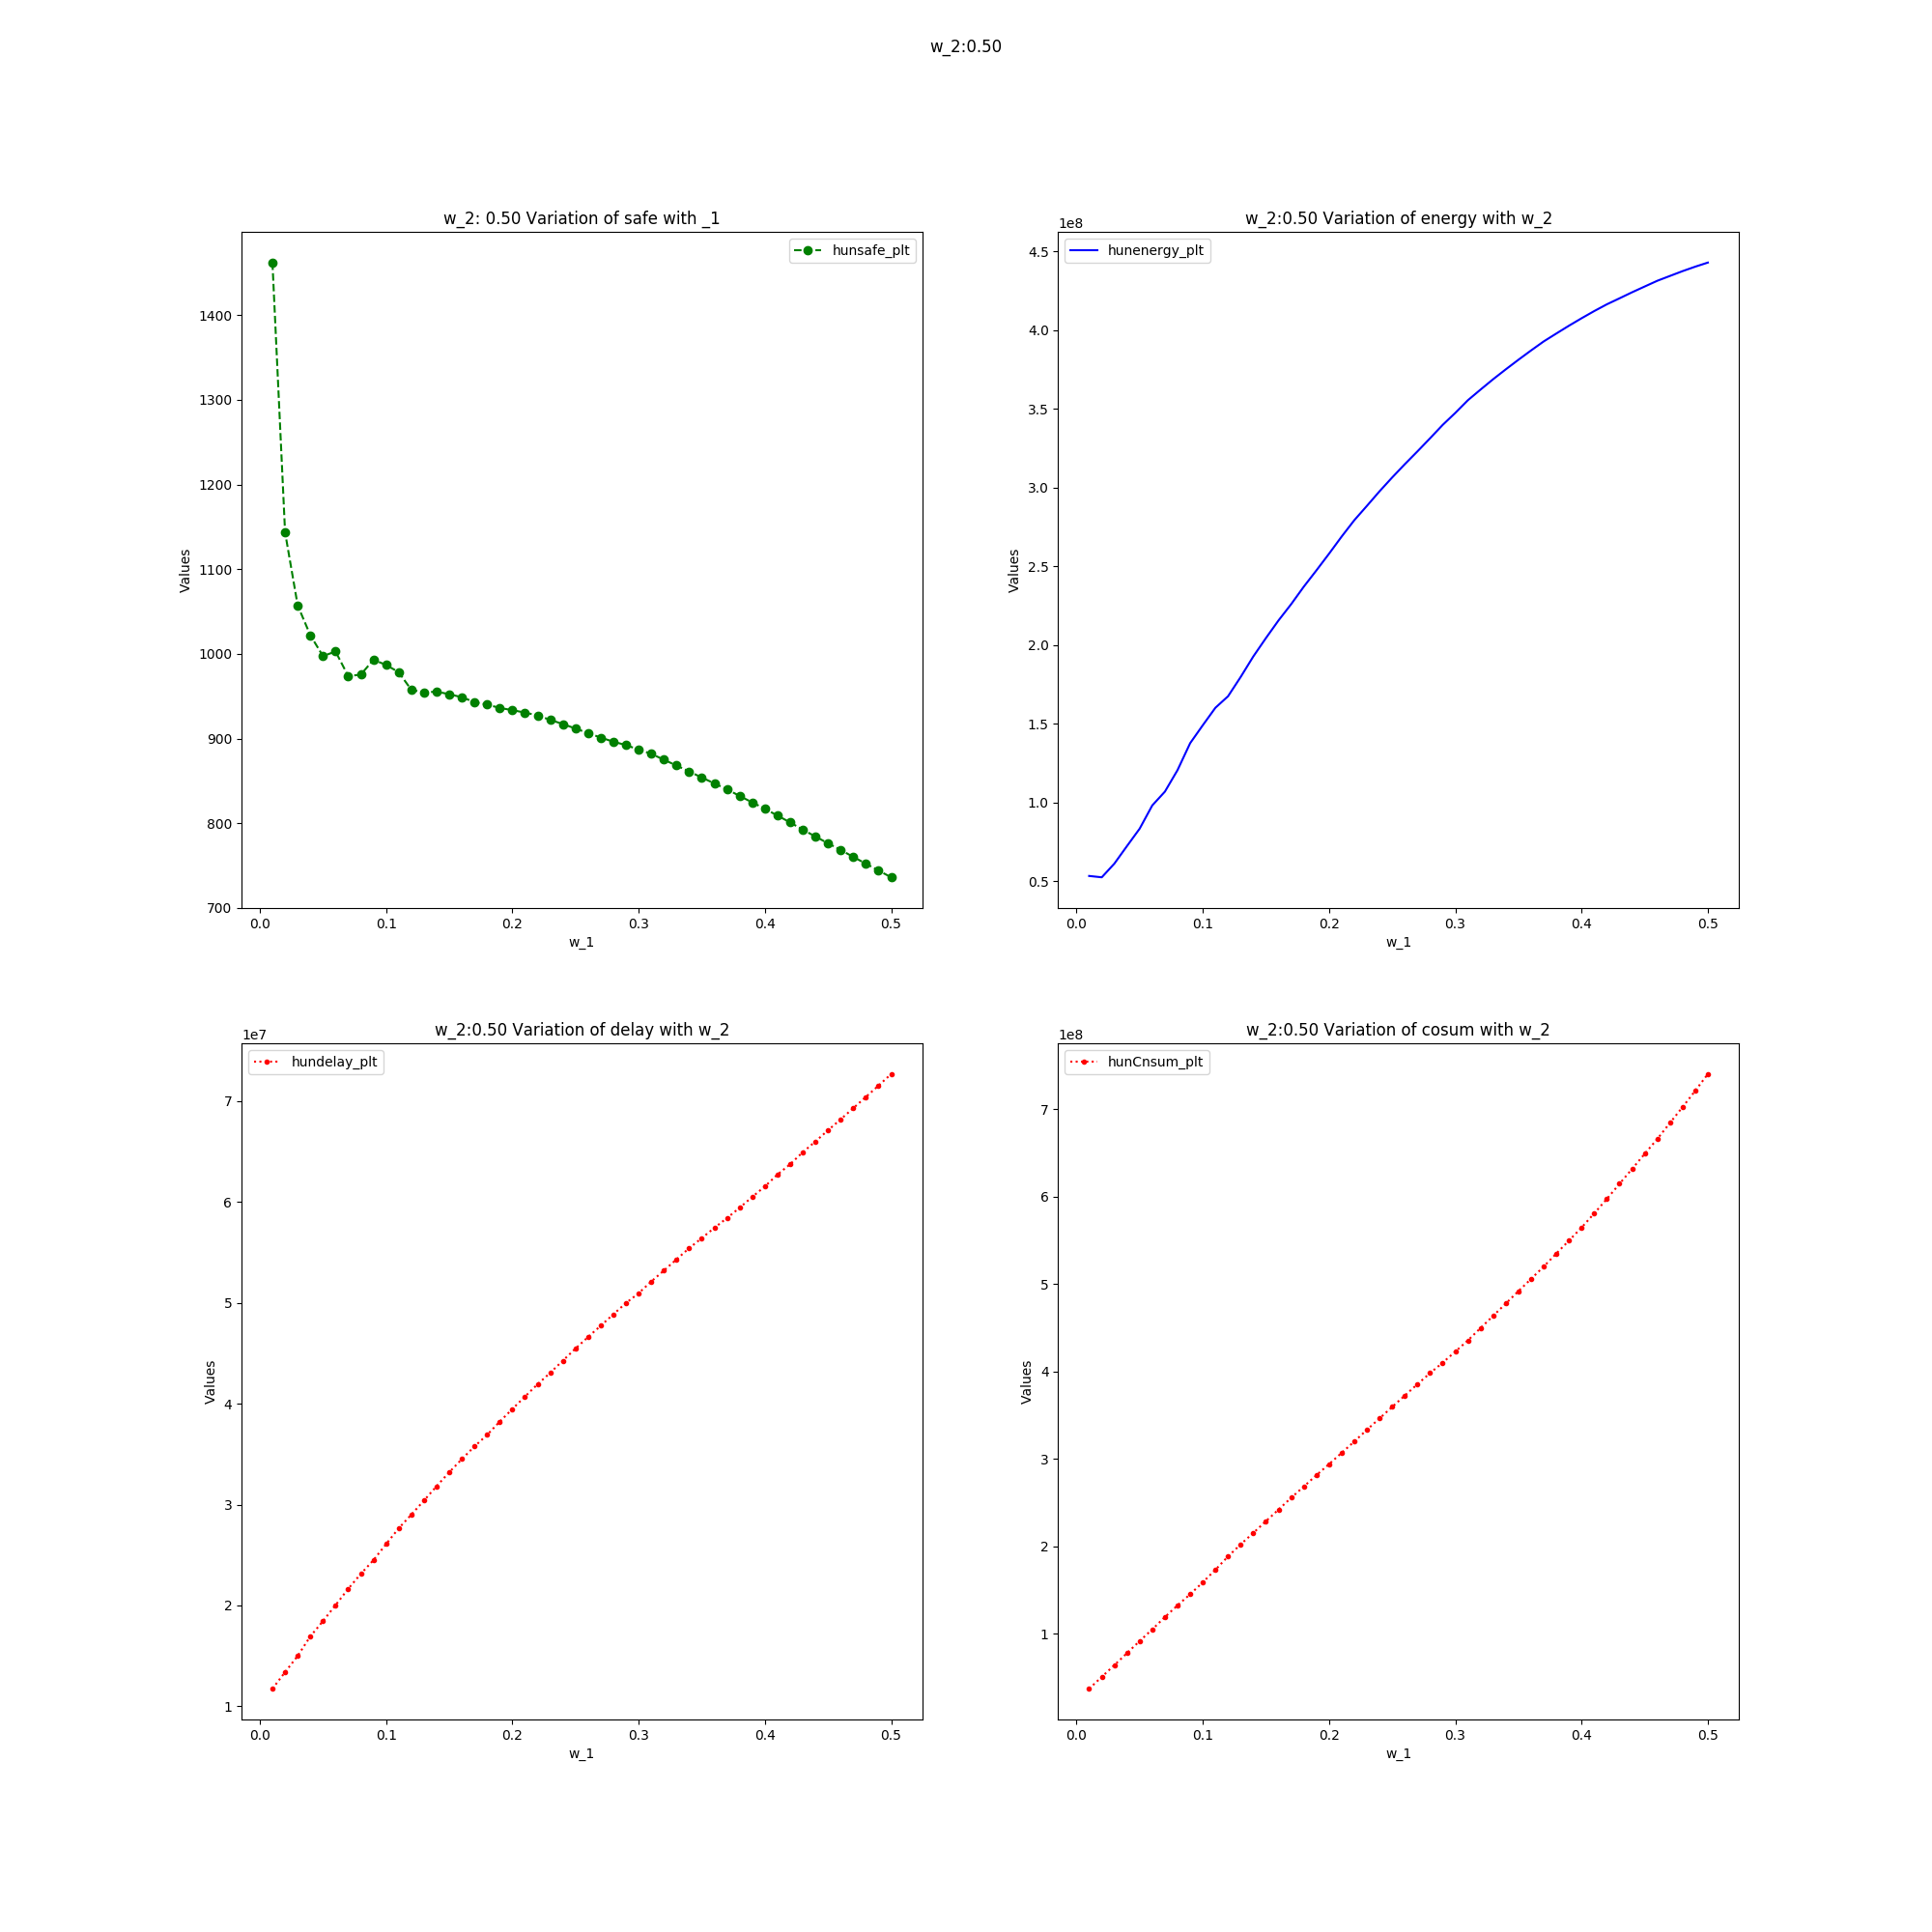 w_2:0.50
w_2: 0.50 Variation of safe with _1
hunsafe_plt
Values
1400
1300
1200
1100
1000
900
800
700
0.0 0.1 0.2 0.3 0.4 0.5
w_1
w_2:0.50 Variation of energy with w_2
1e8
hunenergy_plt
Values
4.5
4.0
3.5
3.0
2.5
2.0
1.5
1.0
0.5
0.0 0.1 0.2 0.3 0.4 0.5
w_1
w_2:0.50 Variation of delay with w_2
1e7
hundelay_plt
Values
7
6
5
4
3
2
1
0.0 0.1 0.2 0.3 0.4 0.5
w_1
w_2:0.50 Variation of cosum with w_2
1e8
hunCnsum_plt
Values
7
6
5
4
3
2
1
0.0 0.1 0.2 0.3 0.4 0.5
w_1